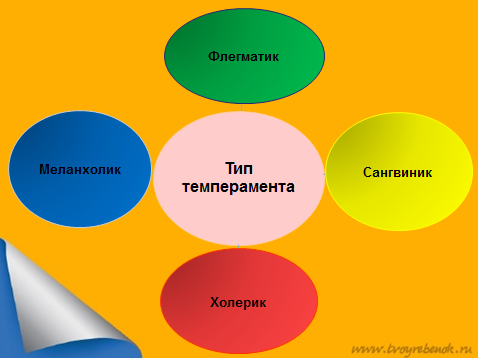 Флегматик
Меланхолик
Тип
темперамента
Сангвиник
Холерик
www.tvoyrebenok.ru